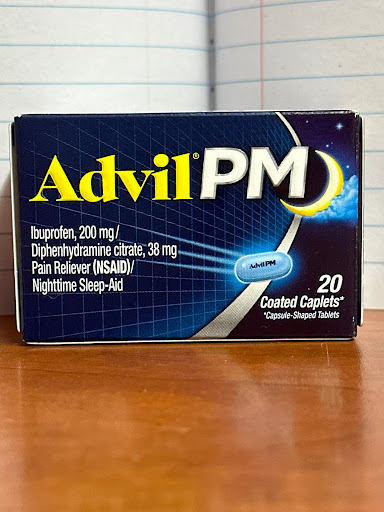 Advil® PM
Ibuprofen, 200 mg /
Diphenhydramine citrate, 38 mg
Pain Reliever (NSAID)/
Nighttime Sleep-Aid
Advil PM
20
Coated Caplets*
*Capsule-Shaped Tablets